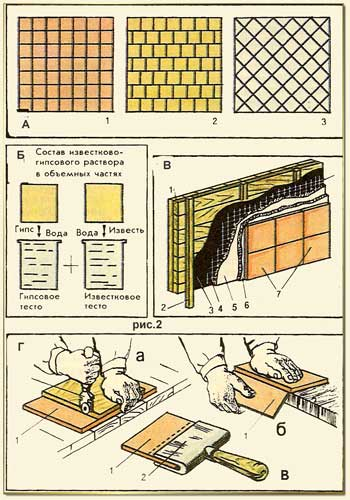 1
2
3
А
Б
Состав известково-
гипсового раствора
в объемных частях
Гипс Вода
Вода Известь
Гипсовое
тесто
Известковое
тесто
В
1
2
3
4
5
6
7
рис.2
Г
а
1
б
1
1
2
в